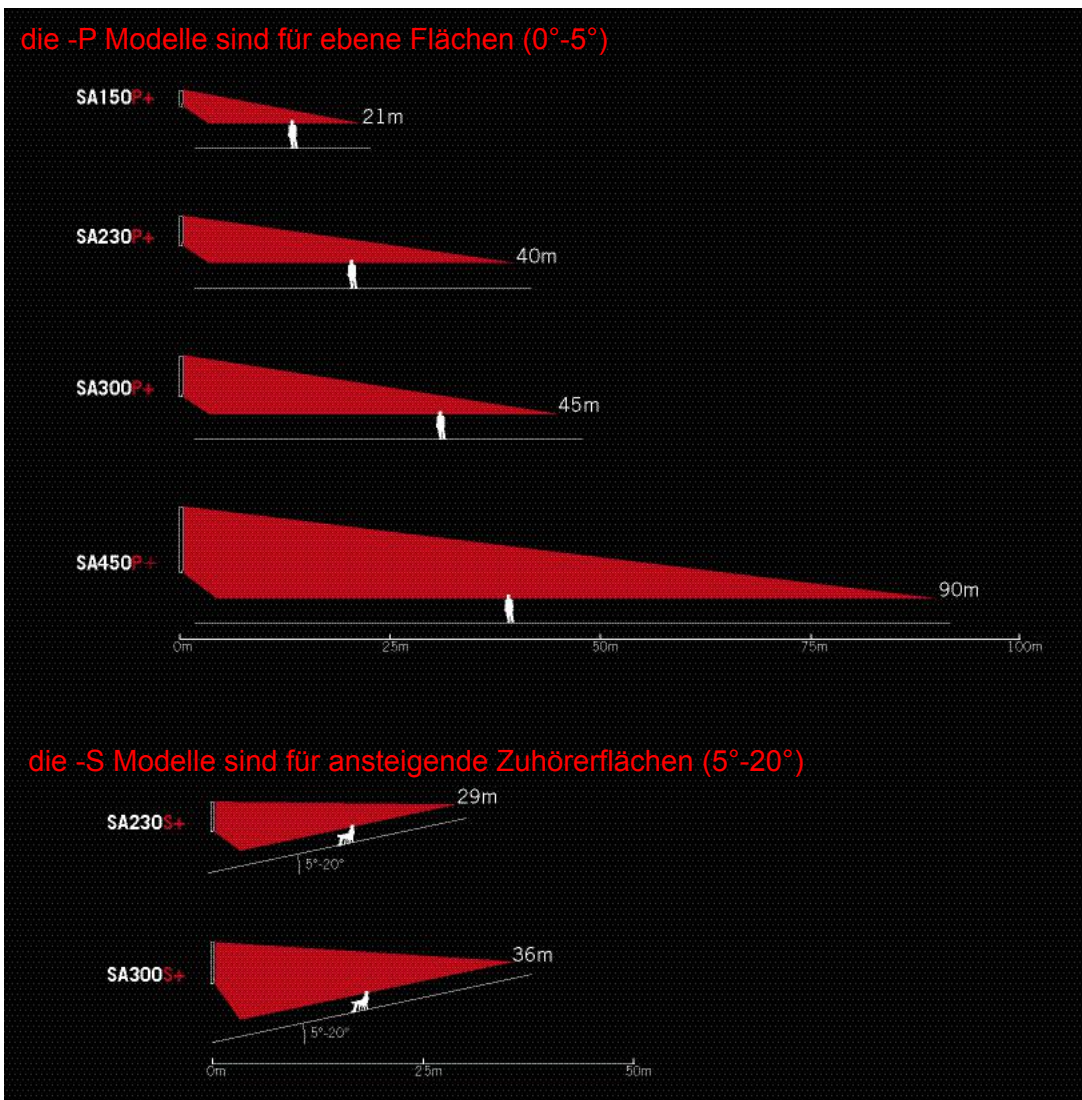 die -P Modelle sind für ebene Flächen (0°-5°)
SA150P+
21m
SA230P+
40m
SA300P+
45m
SA450P+
90m
0m 25m 50m 75m 100m
die -S Modelle sind für ansteigende Zuhörerflächen (5°-20°)
29m
SA230S+
5°-20°
36m
SA300S+
5°-20°
0m 25m 50m